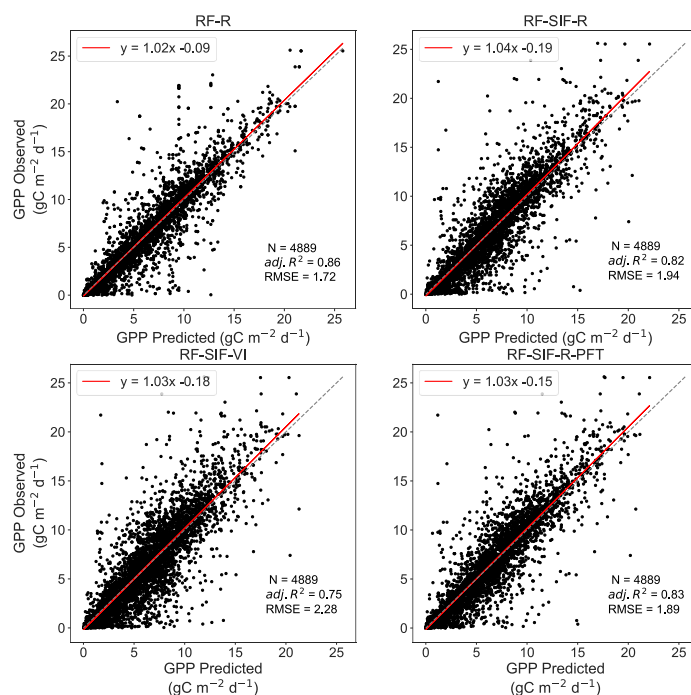 RF-R
y = 1.02x -0.09
GPP Observed
(gC m⁻² d⁻¹)
25
20
15
10
5
0
N = 4889
adj. R² = 0.86
RMSE = 1.72
0 5 10 15 20 25
GPP Predicted (gC m⁻² d⁻¹)
RF-SIF-R
y = 1.04x -0.19
25
20
15
10
5
0
N = 4889
adj. R² = 0.82
RMSE = 1.94
0 5 10 15 20 25
GPP Predicted (gC m⁻² d⁻¹)
RF-SIF-VI
y = 1.03x -0.18
GPP Observed
(gC m⁻² d⁻¹)
25
20
15
10
5
0
N = 4889
adj. R² = 0.75
RMSE = 2.28
0 5 10 15 20 25
GPP Predicted
(gC m⁻² d⁻¹)
RF-SIF-R-PFT
y = 1.03x -0.15
25
20
15
10
5
0
N = 4889
adj. R² = 0.83
RMSE = 1.89
0 5 10 15 20 25
GPP Predicted
(gC m⁻² d⁻¹)